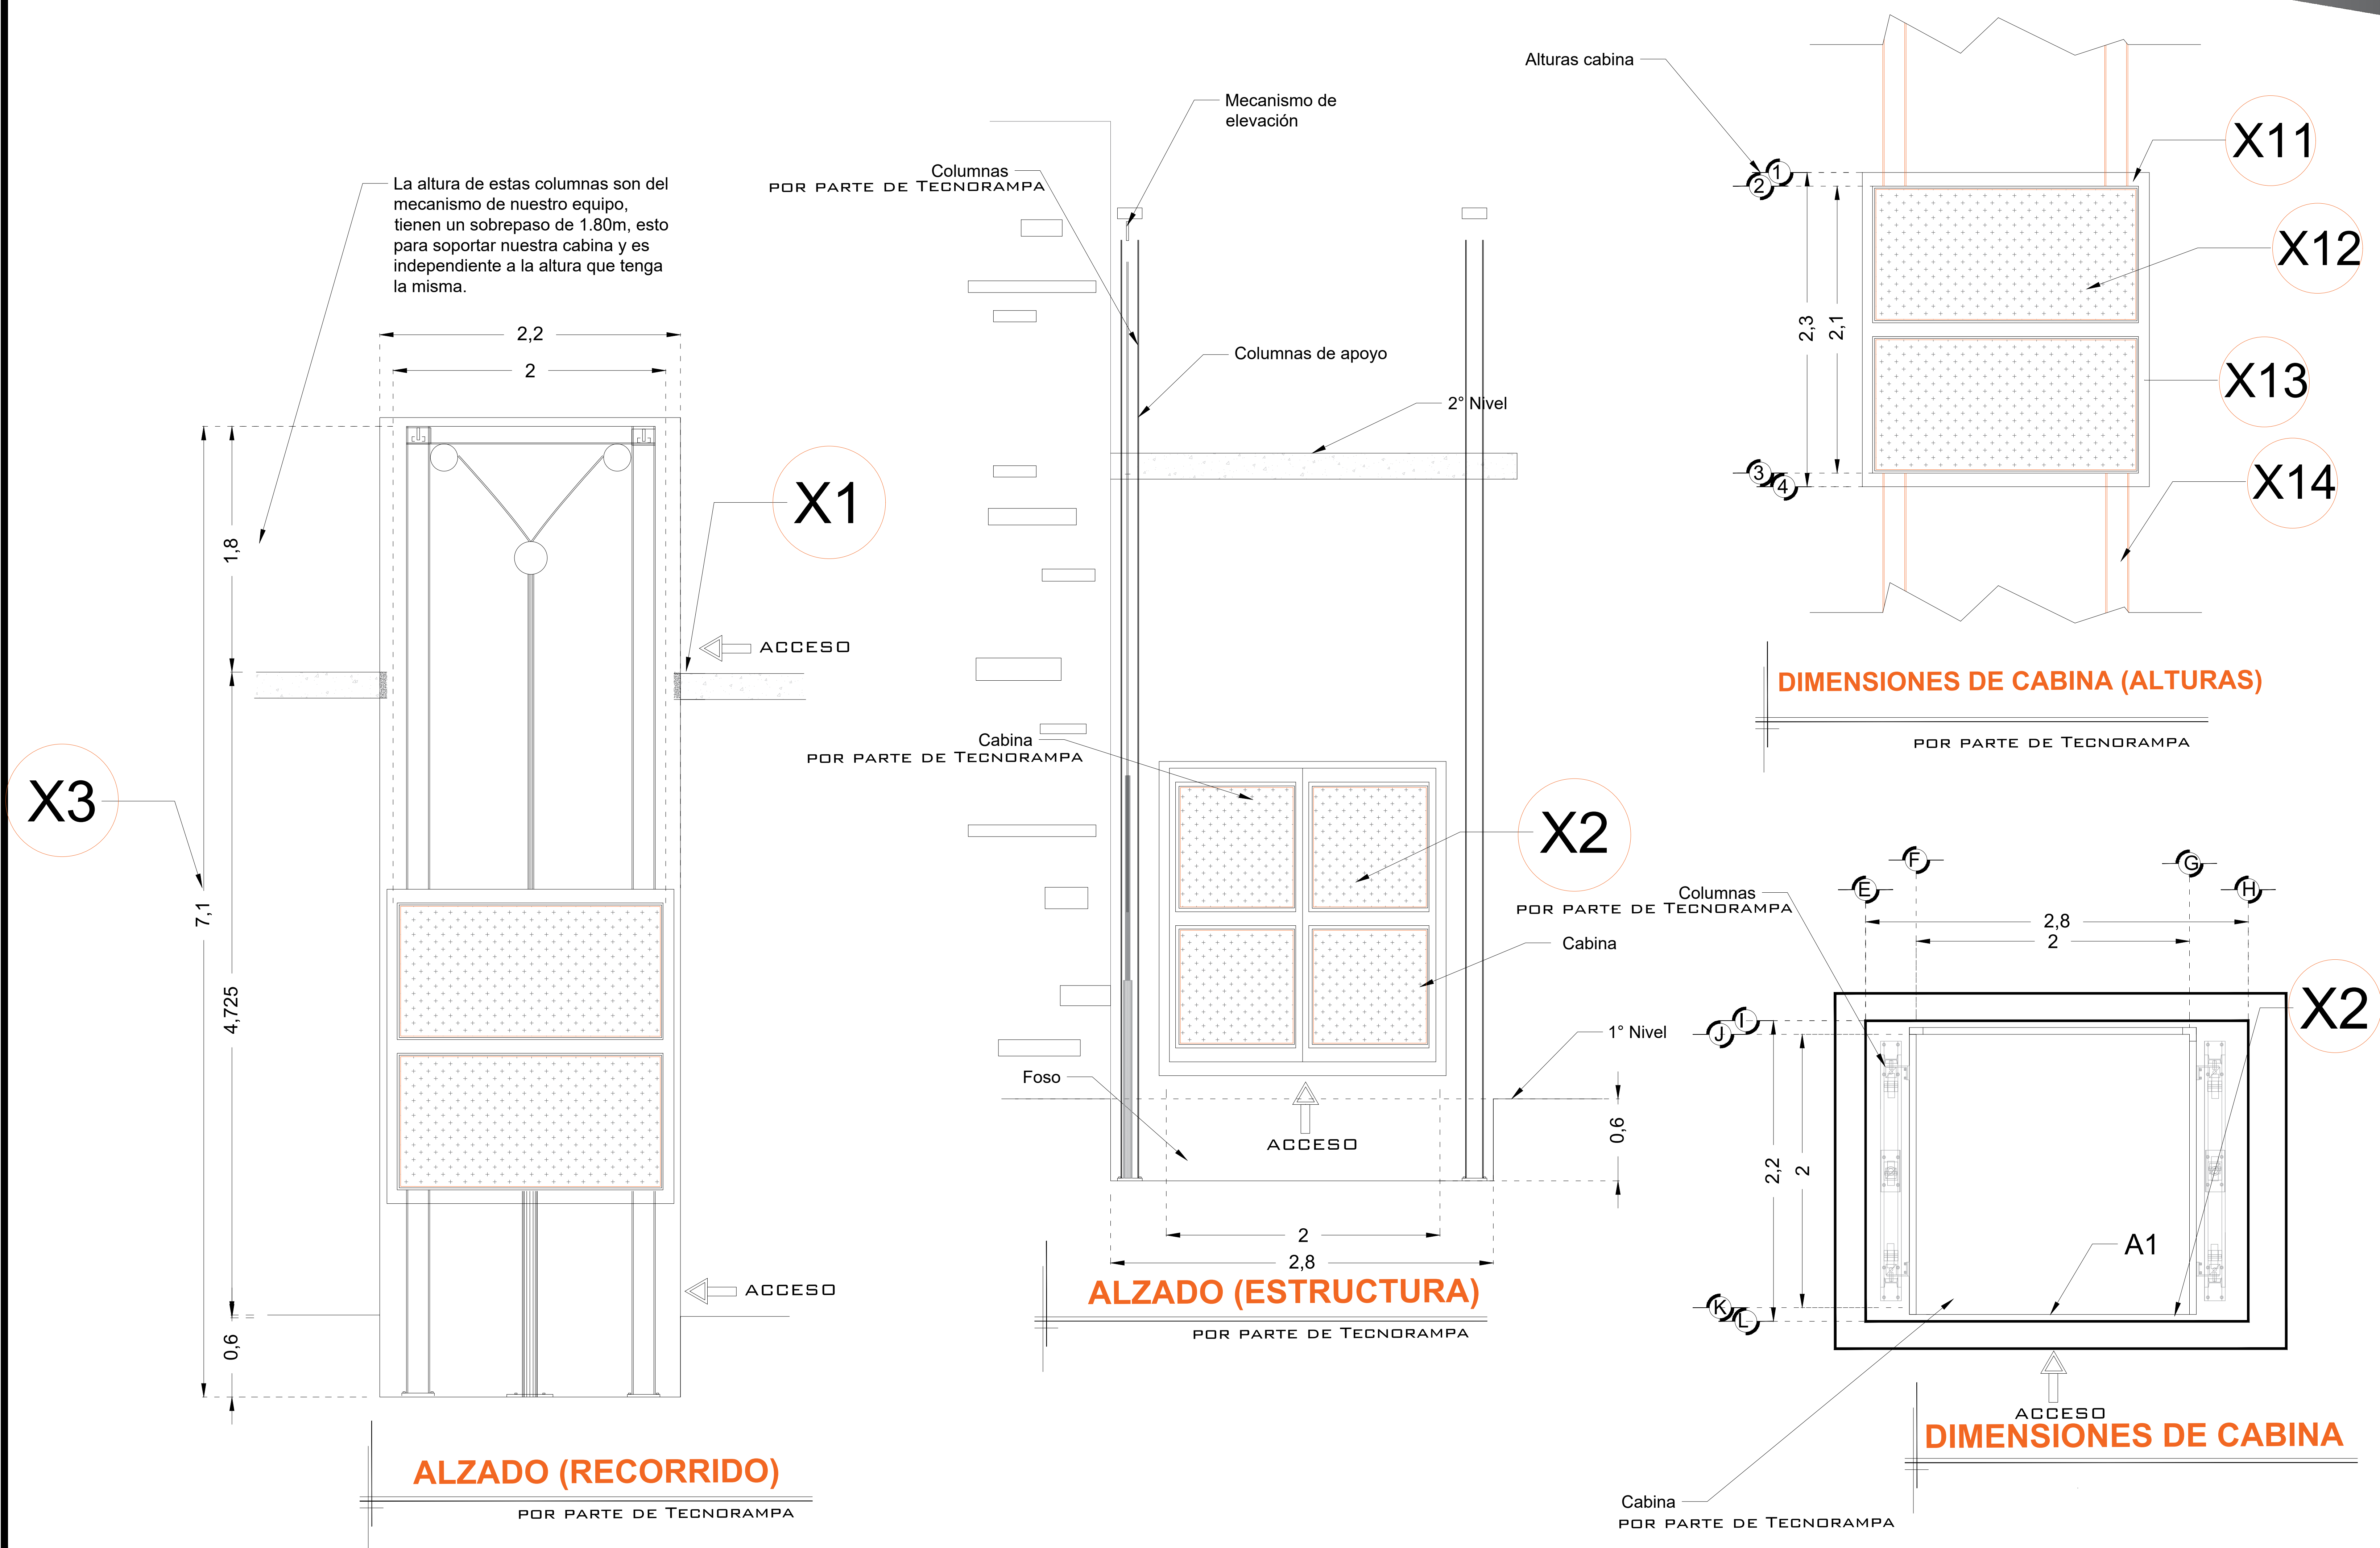 La altura de estas columnas son del
mecanismo de nuestro equipo,
tienen un sobrepaso de 1.80m, esto
para soportar nuestra cabina y es
independiente a la altura que tenga
la misma.
2,2
2
1,8
X1
ACCESO
X3
7,1
4,725
ACCESO
0,6
ALZADO (RECORRIDO)
POR PARTE DE TECNORAMPA
Mecanismo de
elevación
Columnas
POR PARTE DE TECNORAMPA
Columnas de apoyo
2° Nivel
Cabina
POR PARTE DE TECNORAMPA
X2
Cabina
1° Nivel
Foso
ACCESO
0,6
2
2,8
ALZADO (ESTRUCTURA)
POR PARTE DE TECNORAMPA
Alturas cabina
X11
1
2
X12
2,3
2,1
X13
3
4
X14
DIMENSIONES DE CABINA (ALTURAS)
POR PARTE DE TECNORAMPA
F
G
E
H
Columnas
POR PARTE DE TECNORAMPA
2,8
2
X2
I
J
2,2
2
A1
K
L
ACCESO
DIMENSIONES DE CABINA
Cabina
POR PARTE DE TECNORAMPA